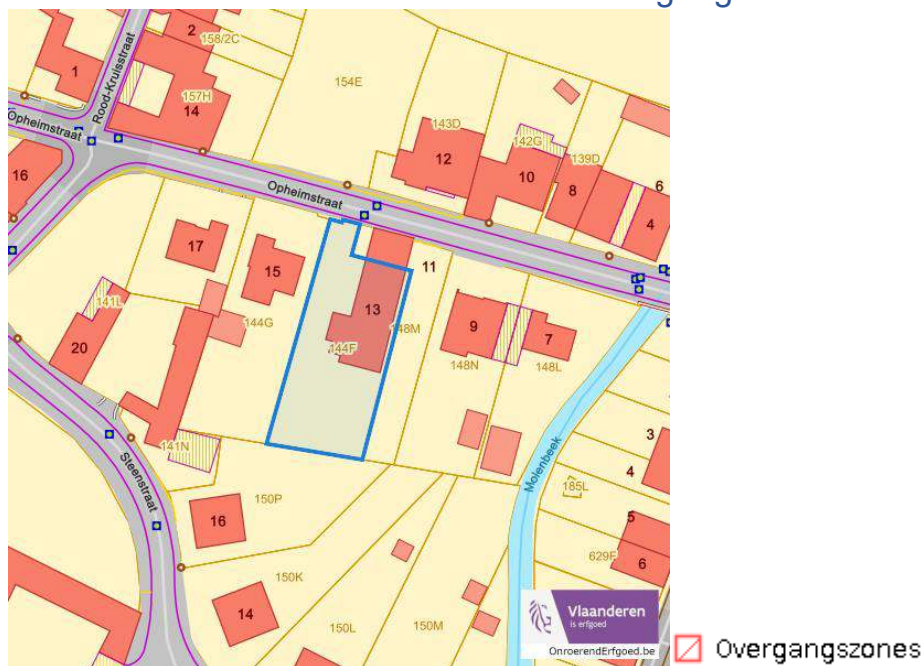 2
158/2C
1
Rood-Kruisstraat
157H
14
154E
Opheimstraat
143D
142G
139D
12
10
8
6
4
16
Opheimstraat
17
15
11
13
141L
144G
148M
9
7
20
144F
148N
148L
141N
Steenstraat
Molenbeek
3
4
185L
150P
16
5
629F
6
150K
14
150L
150M
Vlaanderen
is erfgoed
OnroerendErfgoed.be
Overgangszones